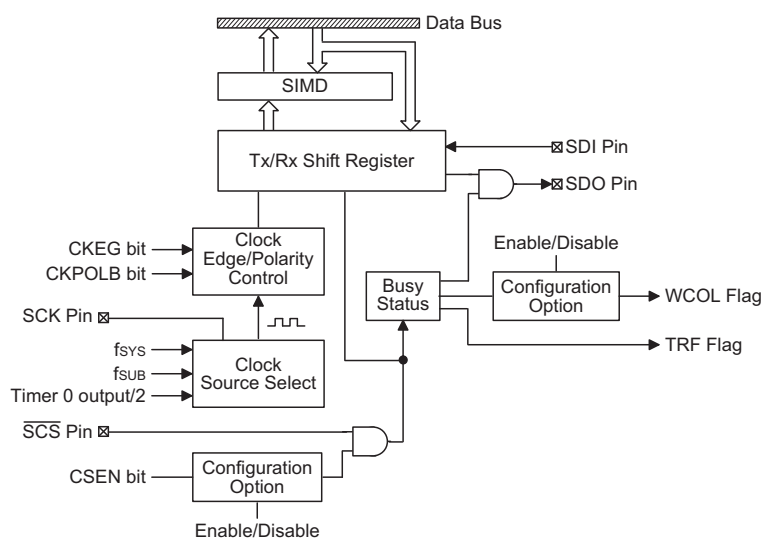 Data Bus
SIMD
Tx/Rx Shift Register
SDI Pin
SDO Pin
CKEG bit
CKPOLB bit
Clock
Edge/Polarity
Control
Enable/Disable
Busy
Status
Configuration
Option
WCOL Flag
SCK Pin
TRF Flag
fSYS
fSUB
Timer 0 output/2
Clock
Source Select
SCS Pin
CSEN bit
Configuration
Option
Enable/Disable